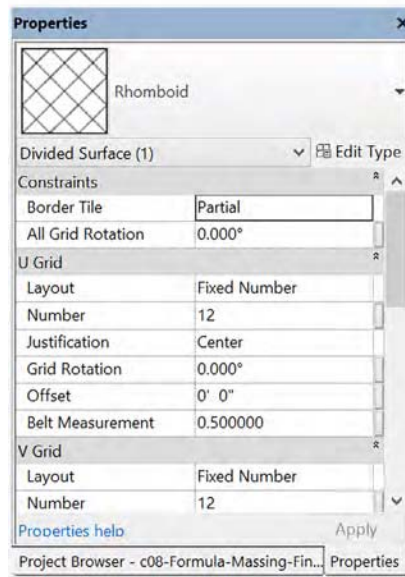 Properties
Rhomboid
Divided Surface (1) Edit Type
Constraints
Border Tile Partial
All Grid Rotation 0.000°
U Grid
Layout Fixed Number
Number 12
Justification Center
Grid Rotation 0.000°
Offset 0' 0"
Belt Measurement 0.500000
V Grid
Layout Fixed Number
Number 12
Properties help Apply
Project Browser - c08-Formula-Massing-Fin... Properties